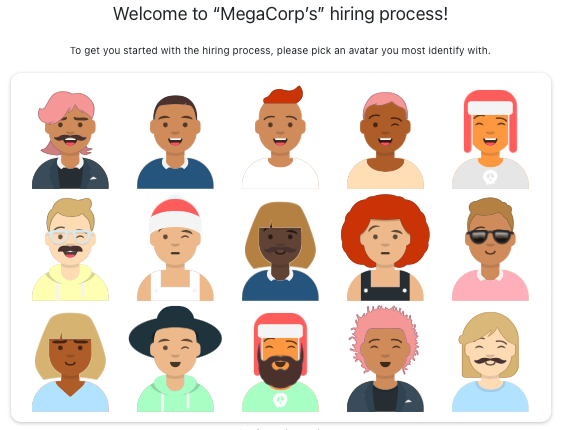 Welcome to “MegaCorp’s” hiring process!
To get you started with the hiring process, please pick an avatar you most identify with.